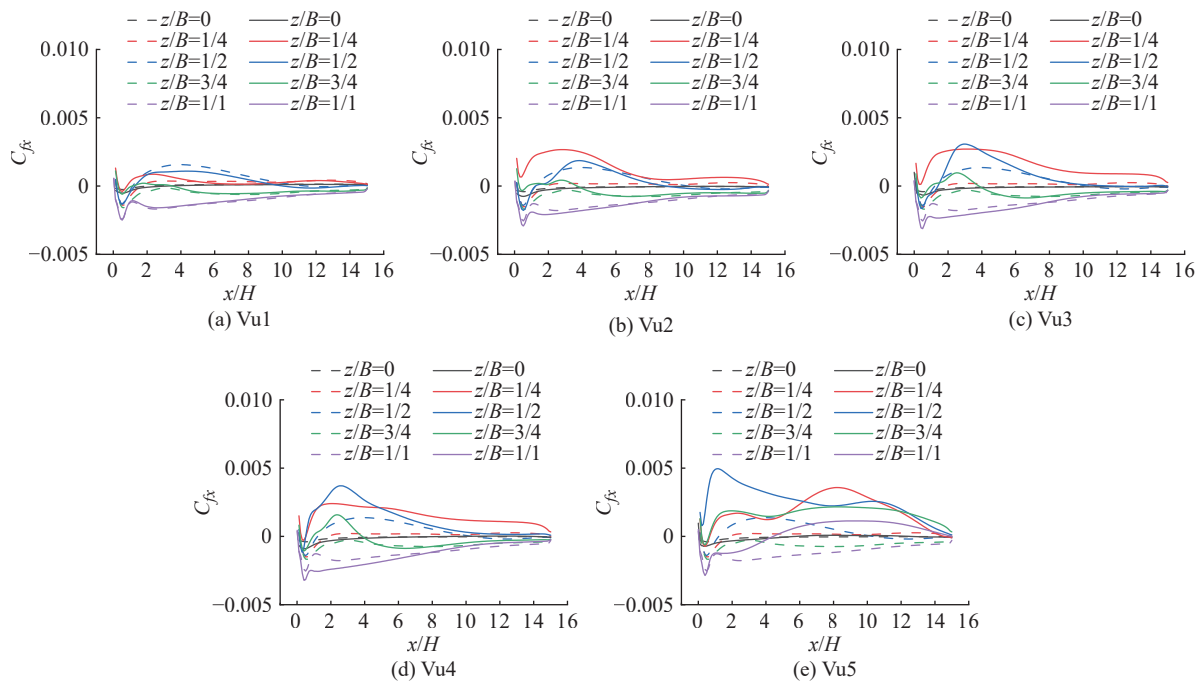 z/B=0 z/B=0
z/B=1/4 z/B=1/4
z/B=1/2 z/B=1/2
z/B=3/4 z/B=3/4
z/B=1/1 z/B=1/1
0.010
0.005
0
−0.005
C_fx
0 2 4 6 8 10 12 14 16
x/H
(a) Vu1
z/B=0 z/B=0
z/B=1/4 z/B=1/4
z/B=1/2 z/B=1/2
z/B=3/4 z/B=3/4
z/B=1/1 z/B=1/1
0.010
0.005
0
−0.005
C_fx
0 2 4 6 8 10 12 14 16
x/H
(b) Vu2
z/B=0 z/B=0
z/B=1/4 z/B=1/4
z/B=1/2 z/B=1/2
z/B=3/4 z/B=3/4
z/B=1/1 z/B=1/1
0.010
0.005
0
−0.005
C_fx
0 2 4 6 8 10 12 14 16
x/H
(c) Vu3
z/B=0 z/B=0
z/B=1/4 z/B=1/4
z/B=1/2 z/B=1/2
z/B=3/4 z/B=3/4
z/B=1/1 z/B=1/1
0.010
0.005
0
−0.005
C_fx
0 2 4 6 8 10 12 14 16
x/H
(d) Vu4
z/B=0 z/B=0
z/B=1/4 z/B=1/4
z/B=1/2 z/B=1/2
z/B=3/4 z/B=3/4
z/B=1/1 z/B=1/1
0.010
0.005
0
−0.005
C_fx
0 2 4 6 8 10 12 14 16
x/H
(e) Vu5